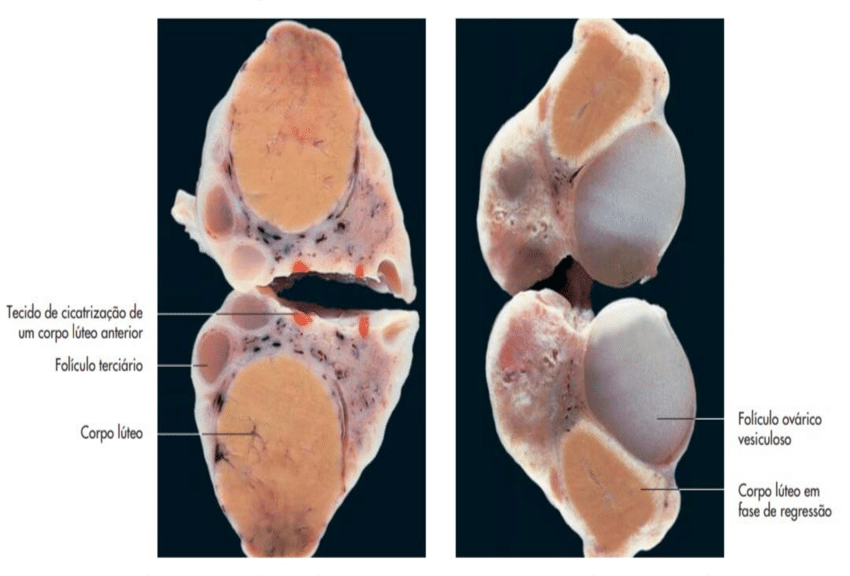 Tecido de cicatrização de
um corpo lúteo anterior
Folículo terciário
Corpo lúteo
Folículo ovárico
vesiculoso
Corpo lúteo em
fase de regressão